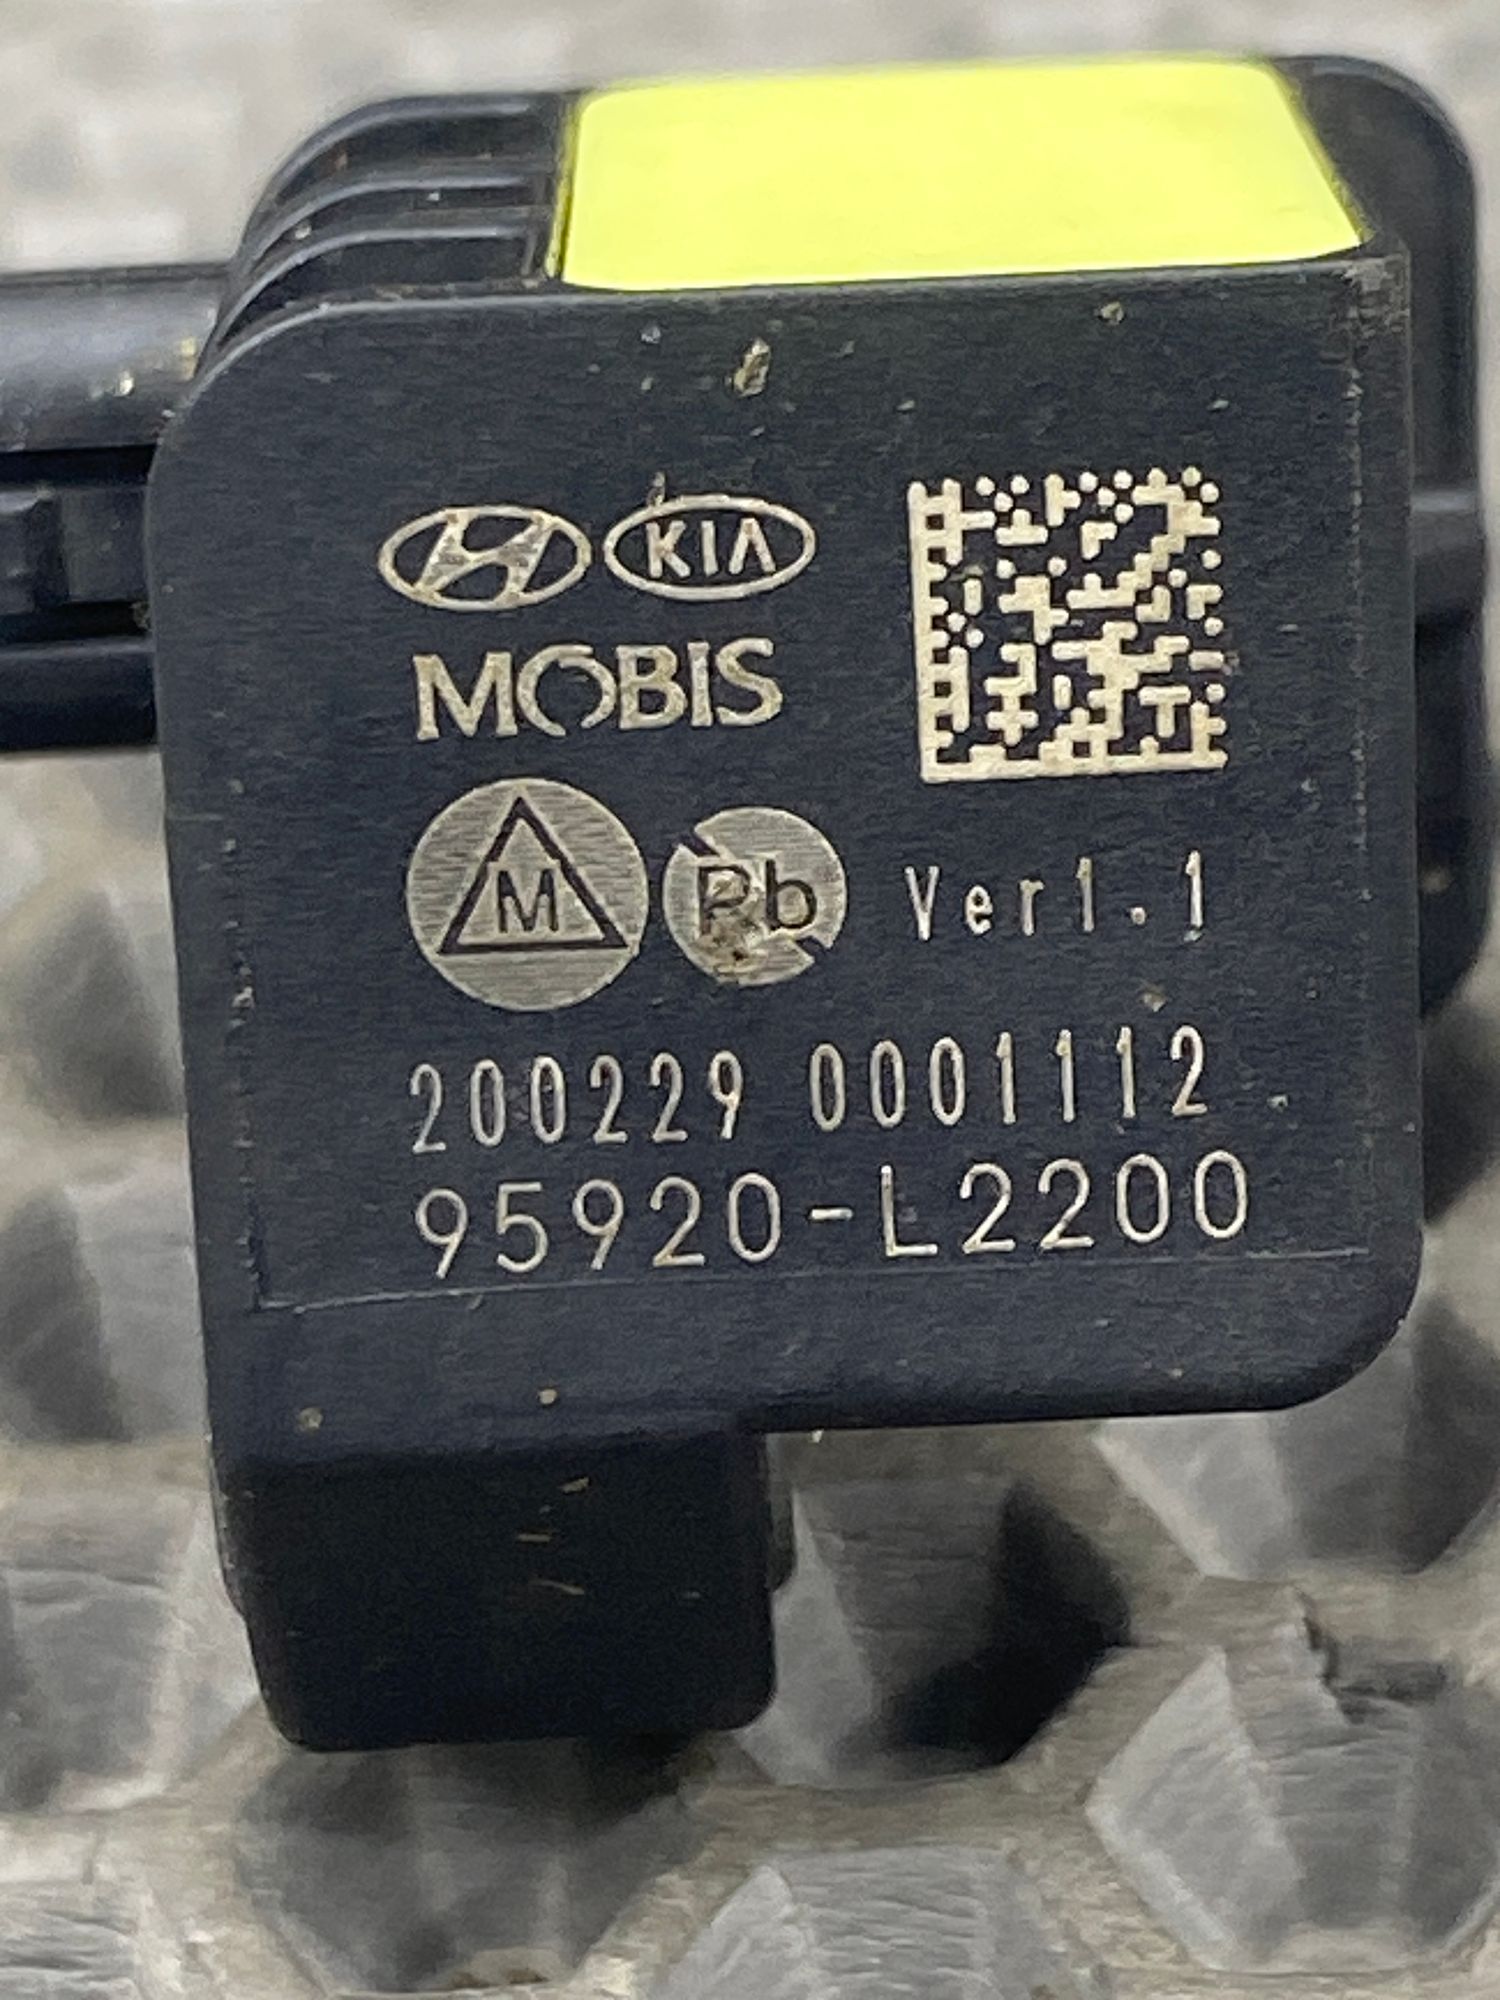 KIA
MOBIS
M Pb Ver1.1
200229 0001112
95920-L2200